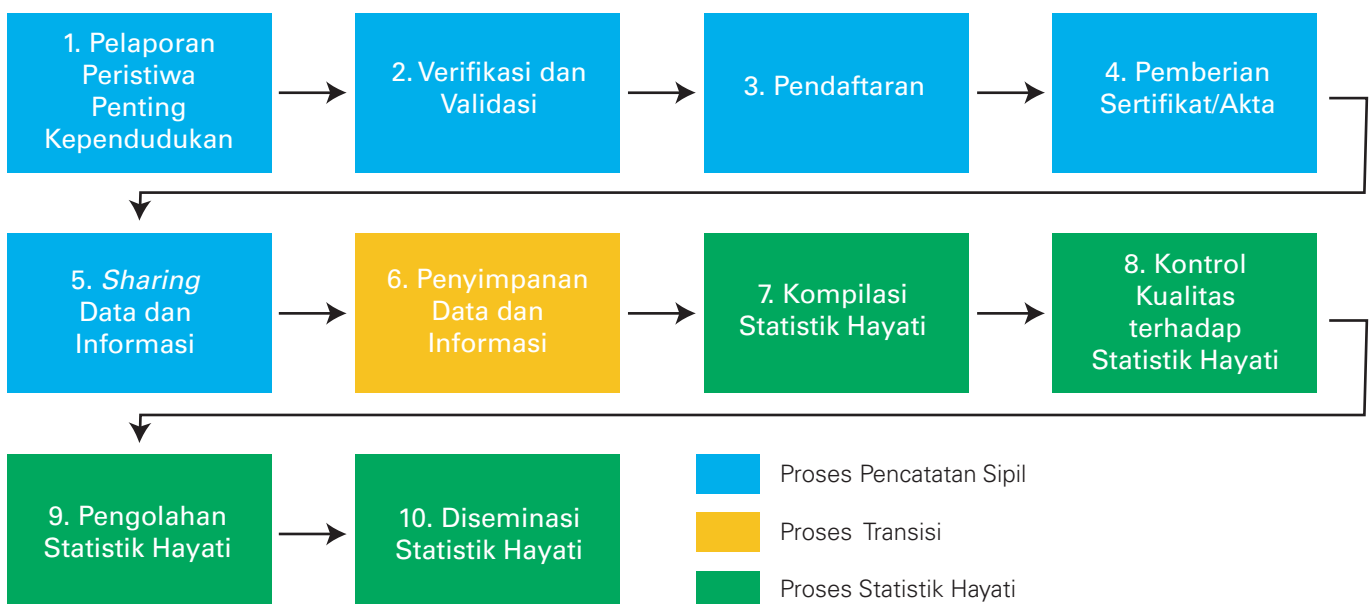 1. Pelaporan
Peristiwa
Penting
Kependudukan
2. Verifikasi dan
Validasi
3. Pendaftaran
4. Pemberian
Sertifikat/Akta
5. Sharing
Data dan
Informasi
6. Penyimpanan
Data dan
Informasi
7. Kompilasi
Statistik Hayati
8. Kontrol
Kualitas
terhadap
Statistik Hayati
9. Pengolahan
Statistik Hayati
10. Diseminasi
Statistik Hayati
Proses Pencatatan Sipil
Proses Transisi
Proses Statistik Hayati